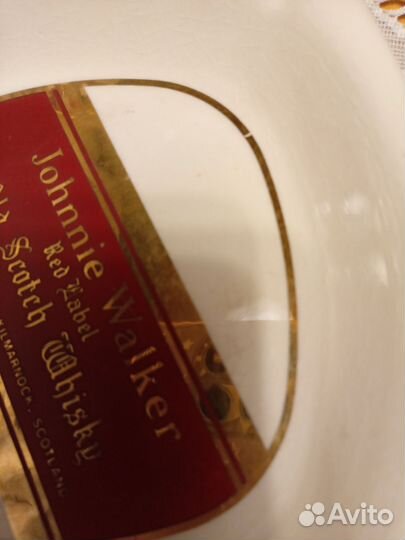 Johnnie Walker
Red Label
Old Scotch Whisky
KILMARNOCK, SCOTLAND
Avito